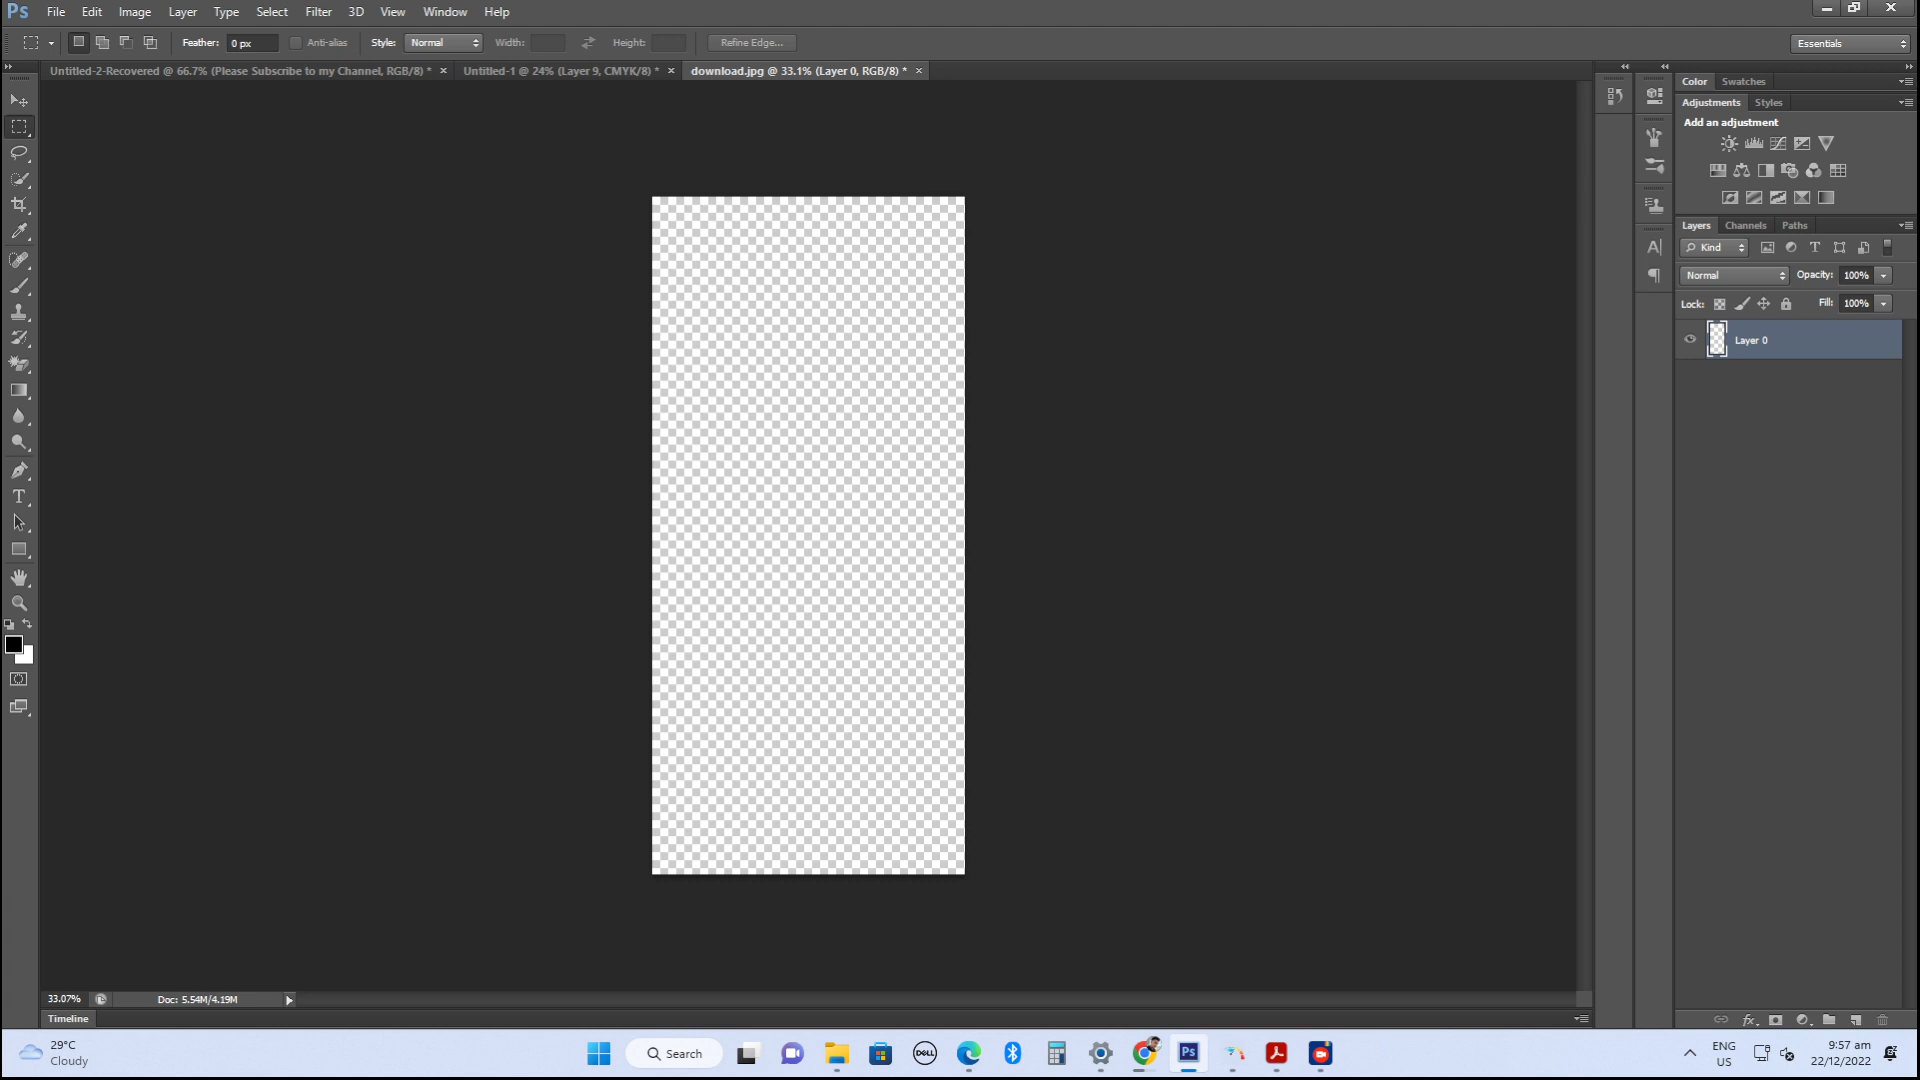 Ps File Edit Image Layer Type Select Filter 3D View Window Help
Feather: 0 px Anti-alias Style: Normal Width: Height: Refine Edge... Essentials
Untitled-2-Recovered @ 66.7% (Please Subscribe to my Channel, RGB/8) * × Untitled-1 @ 24% (Layer 9, CMYK/8) * × download.jpg @ 33.1% (Layer 0, RGB/8) * ×
Color Swatches
Adjustments Styles
Add an adjustment
Layers Channels Paths
Kind
Normal Opacity: 100%
Lock: Fill: 100%
Layer 0
33.07% Doc: 5.54M/4.19M
Timeline
29°C
Cloudy
Search
DELL
Ps
ENG
US
9:57 am
22/12/2022